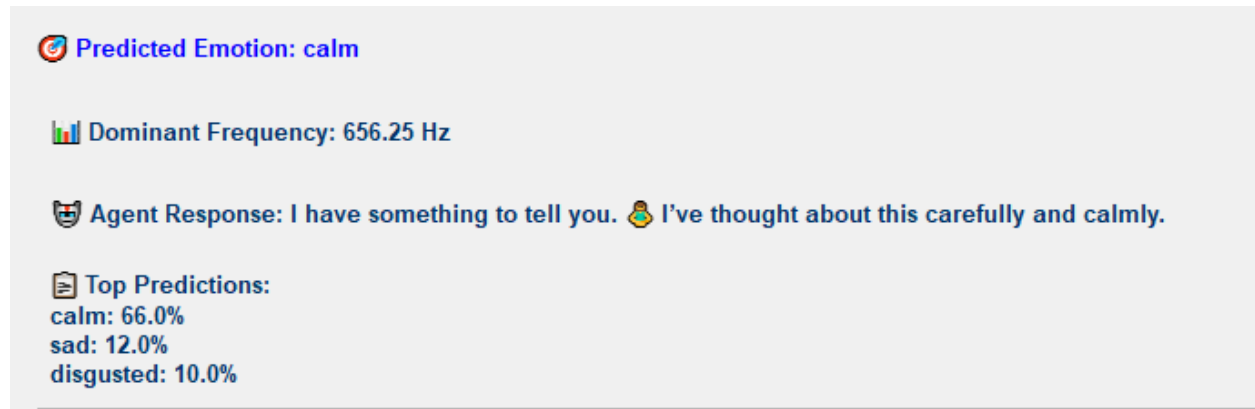 🎯 Predicted Emotion: calm
📊 Dominant Frequency: 656.25 Hz
🤖 Agent Response: I have something to tell you. 🧘 I’ve thought about this carefully and calmly.
📋 Top Predictions:
calm: 66.0%
sad: 12.0%
disgusted: 10.0%